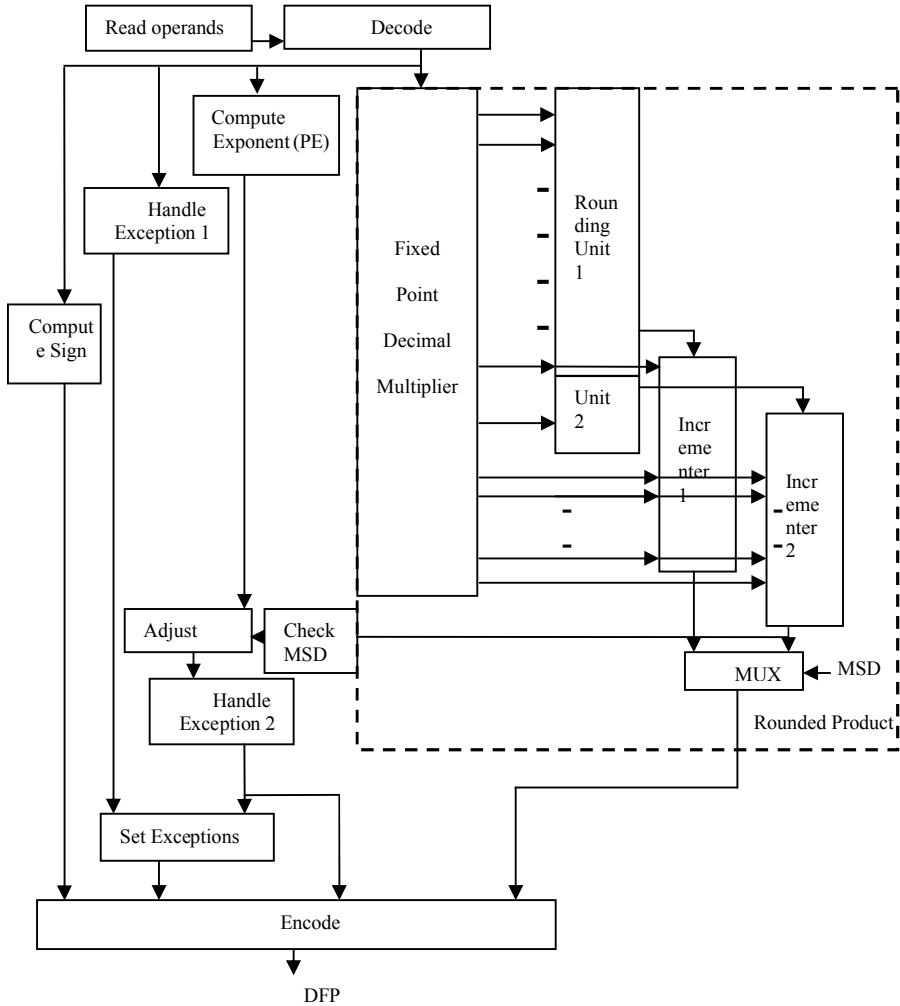 Read operands
Decode
Compute
Exponent (PE)
Handle
Exception 1
Comput
e Sign
Fixed
Point
Decimal
Multiplier
Roun
ding
Unit
1
Unit
2
Incr
eme
nter
1
Incr
eme
nter
2
Adjust
Check
MSD
Handle
Exception 2
MUX
MSD
Rounded Product
Set Exceptions
Encode
DFP